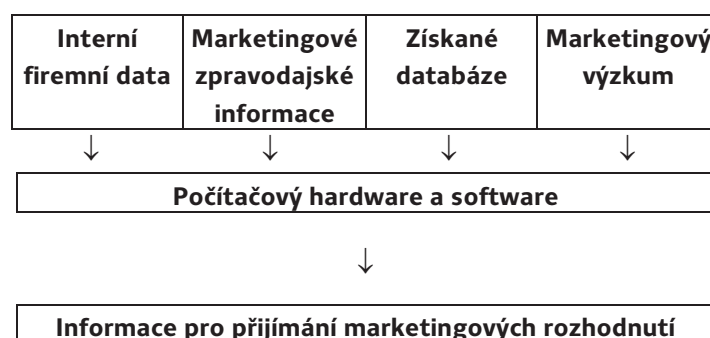 Interní firemní data
Marketingové zpravodajské informace
Získané databáze
Marketingový výzkum
↓ ↓ ↓ ↓
Počítačový hardware a software
↓
Informace pro přijímání marketingových rozhodnutí